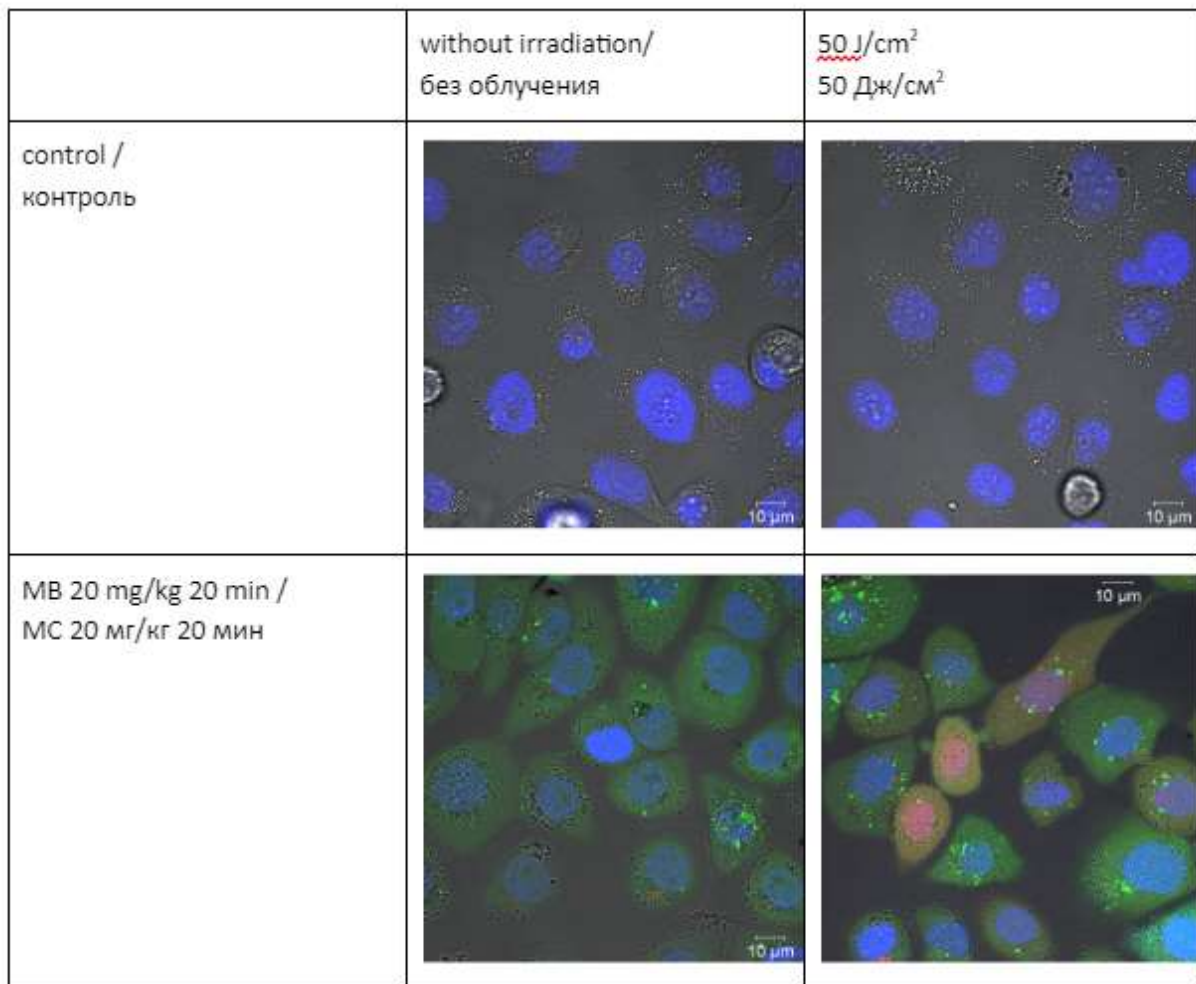 without irradiation/
без облучения
50 J/cm²
50 Дж/см²
control /
контроль
10 µm
10 µm
MB 20 mg/kg 20 min /
МС 20 мг/кг 20 мин
10 µm
10 µm